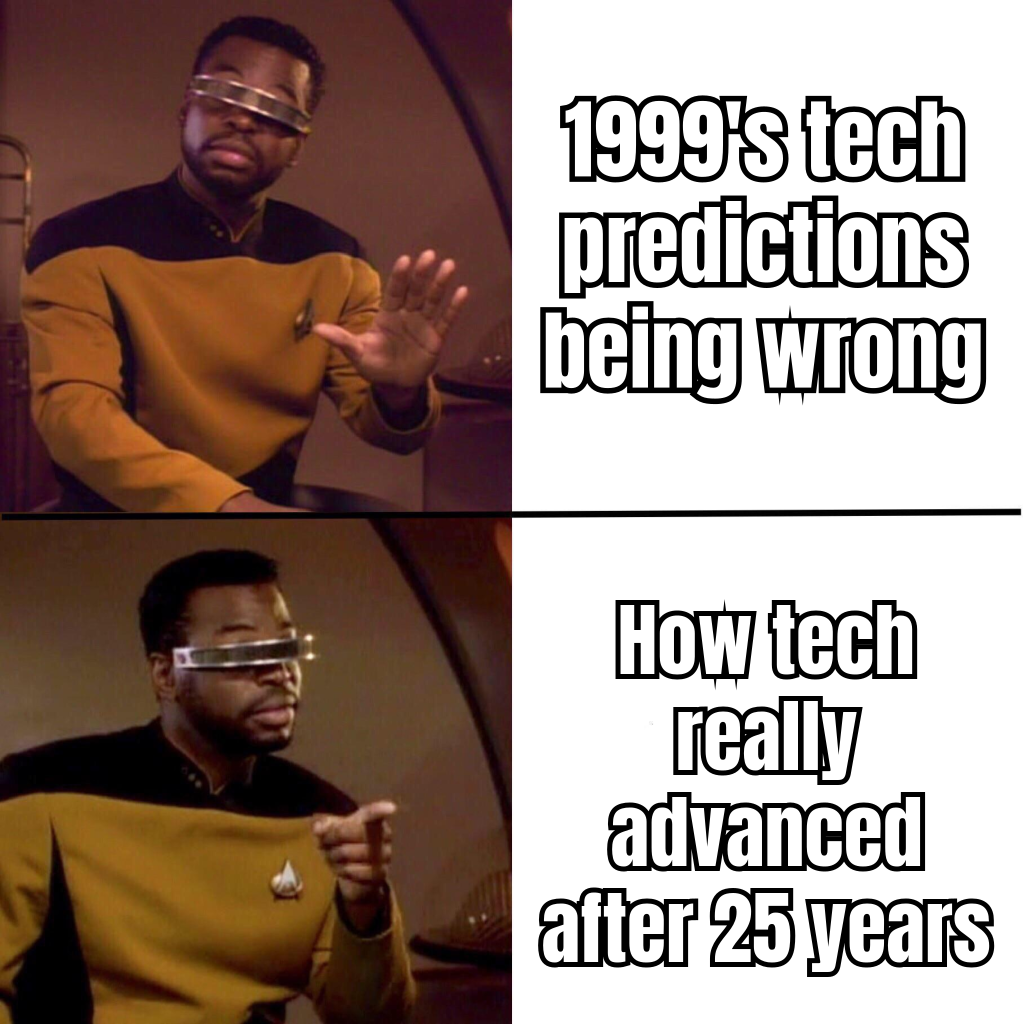 1999's tech
predictions
being wrong
How tech
really
advanced
after 25 years